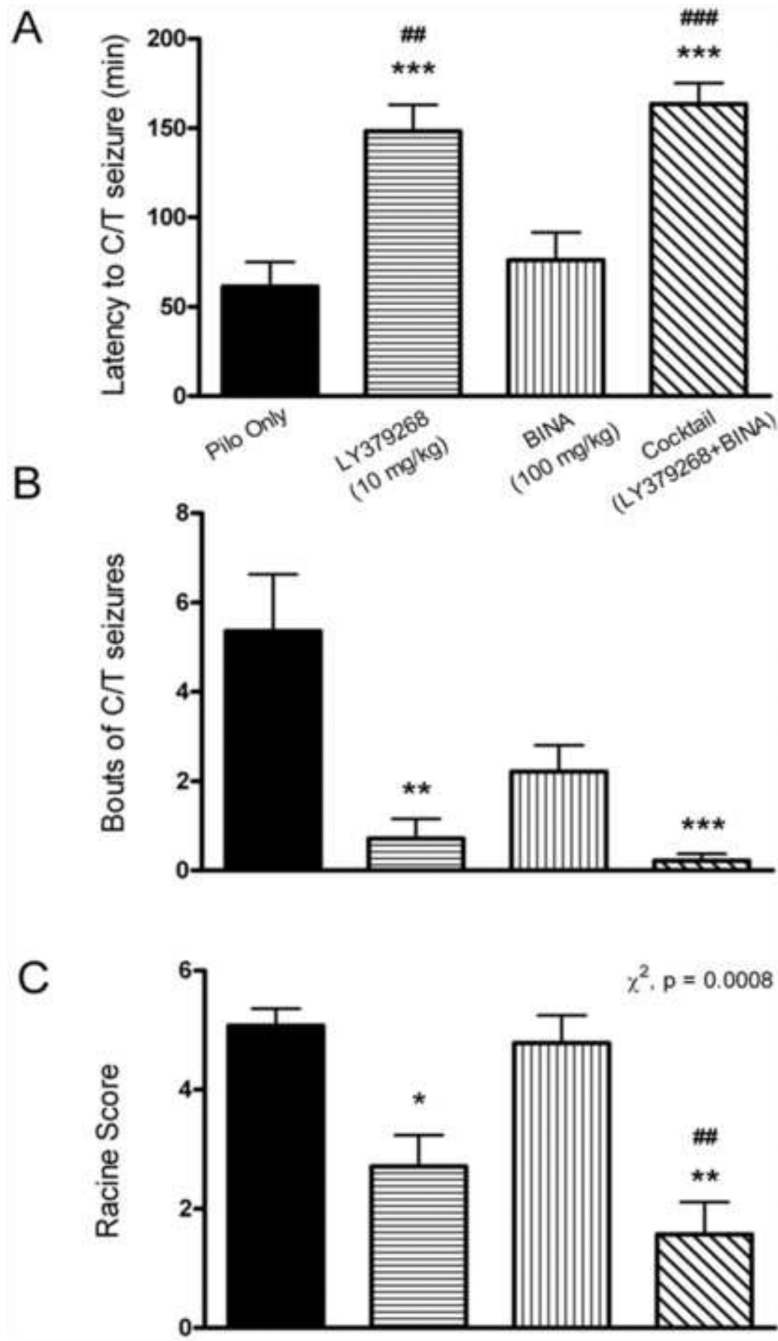 A
Latency to C/T seizure (min)
200
150
100
50
0
##
***
###
***
Pilo Only
LY379268
(10 mg/kg)
BINA
(100 mg/kg)
Cocktail
(LY379268+BINA)
B
Bouts of C/T seizures
8
6
4
2
0
**
***
C
Racine Score
6
4
2
0
χ², p = 0.0008
*
##
**